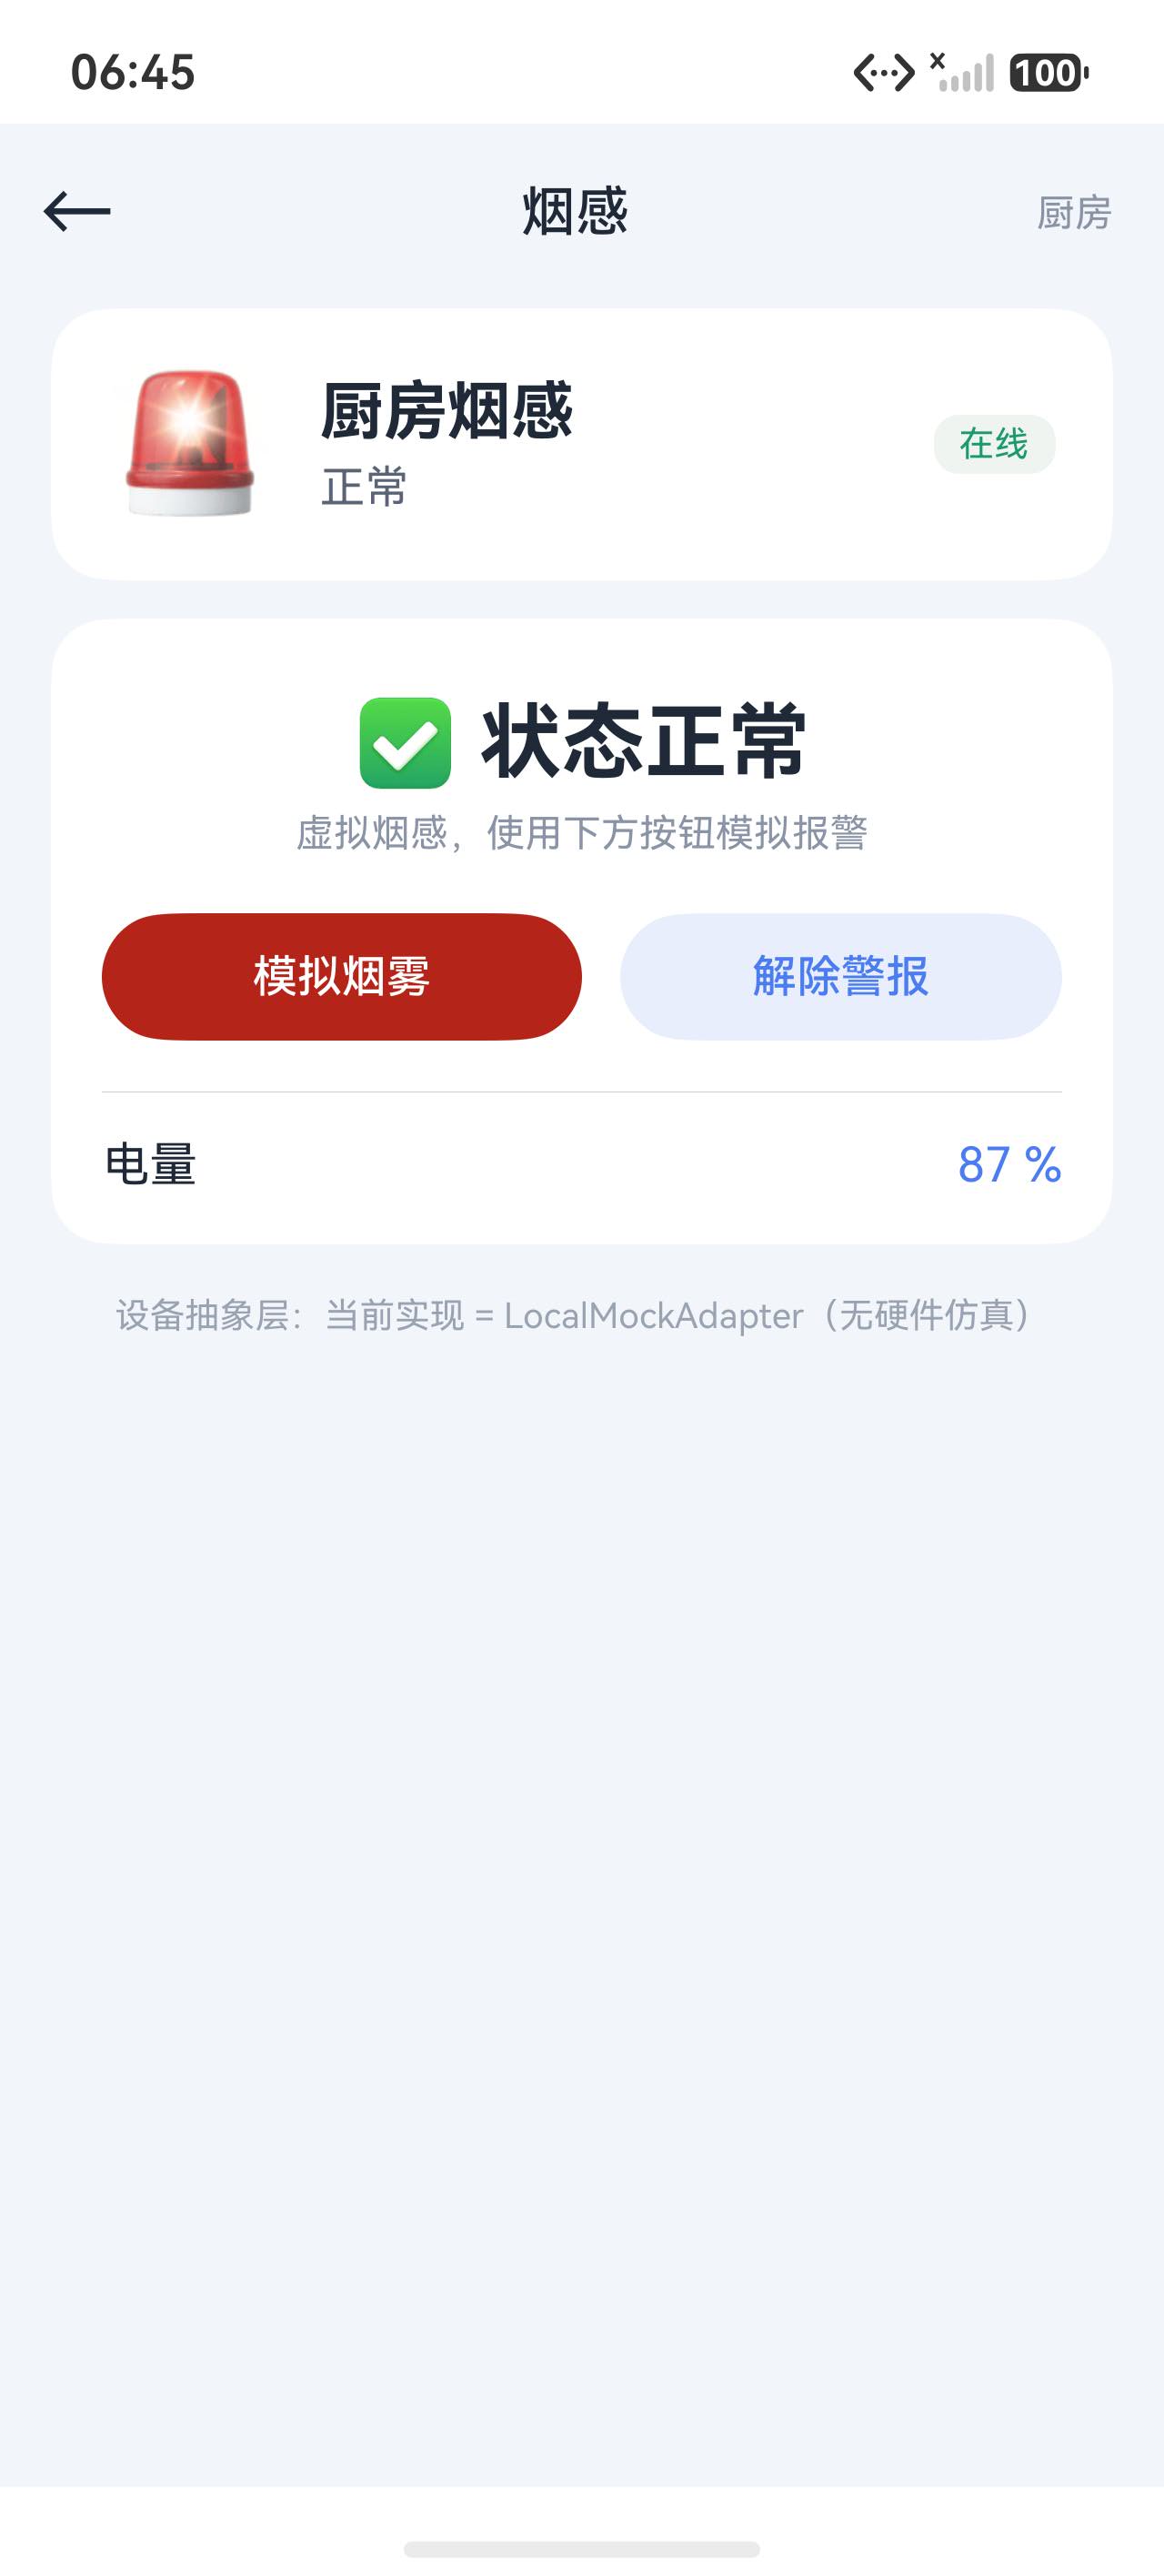 06:45
100
烟感
厨房
厨房烟感
正常
在线
状态正常
虚拟烟感，使用下方按钮模拟报警
模拟烟雾
解除警报
电量
87 %
设备抽象层：当前实现 = LocalMockAdapter（无硬件仿真）